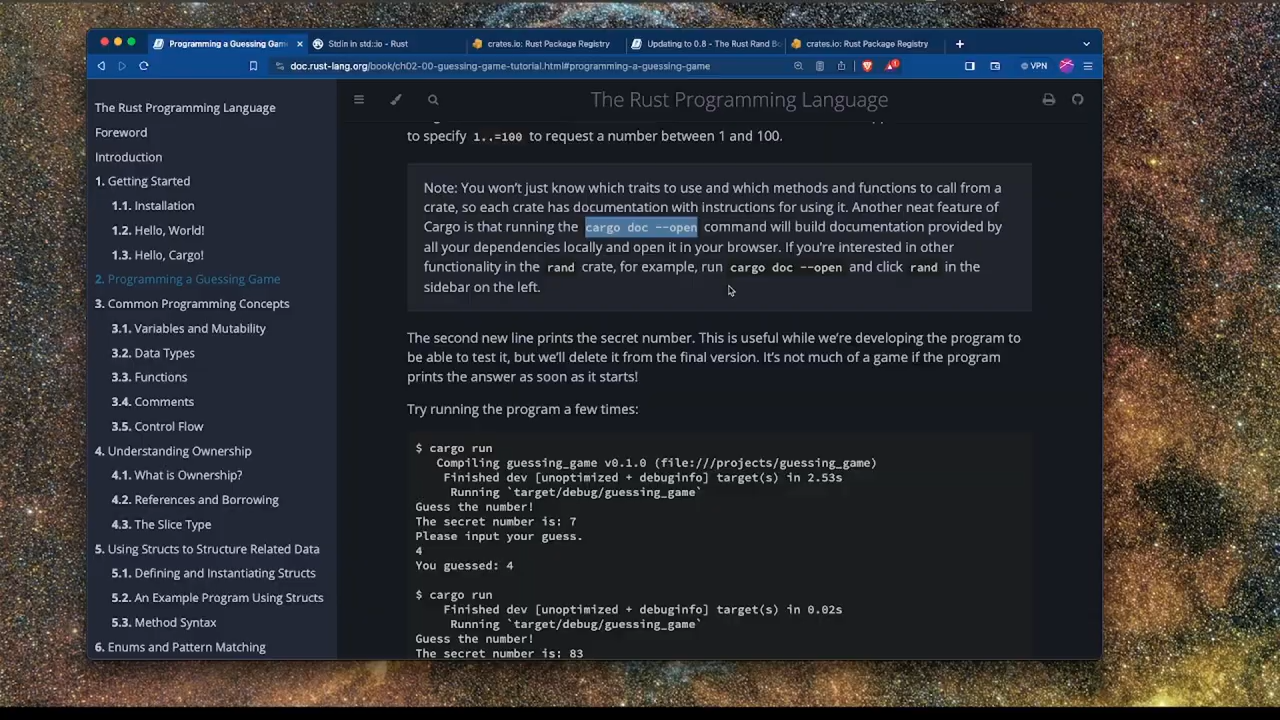 Programming a Guessing Game
Stdin in std::io - Rust
crates.io: Rust Package Registry
Updating to 0.8 - The Rust Rand Bo
crates.io: Rust Package Registry
doc.rust-lang.org/book/ch02-00-guessing-game-tutorial.html#programming-a-guessing-game
VPN
The Rust Programming Language
Foreword
Introduction
1. Getting Started
1.1. Installation
1.2. Hello, World!
1.3. Hello, Cargo!
2. Programming a Guessing Game
3. Common Programming Concepts
3.1. Variables and Mutability
3.2. Data Types
3.3. Functions
3.4. Comments
3.5. Control Flow
4. Understanding Ownership
4.1. What is Ownership?
4.2. References and Borrowing
4.3. The Slice Type
5. Using Structs to Structure Related Data
5.1. Defining and Instantiating Structs
5.2. An Example Program Using Structs
5.3. Method Syntax
6. Enums and Pattern Matching
The Rust Programming Language
to specify 1..=100 to request a number between 1 and 100.
Note: You won't just know which traits to use and which methods and functions to call from a
crate, so each crate has documentation with instructions for using it. Another neat feature of
Cargo is that running the cargo doc --open command will build documentation provided by
all your dependencies locally and open it in your browser. If you're interested in other
functionality in the rand crate, for example, run cargo doc --open and click rand in the
sidebar on the left.
The second new line prints the secret number. This is useful while we're developing the program to
be able to test it, but we'll delete it from the final version. It's not much of a game if the program
prints the answer as soon as it starts!
Try running the program a few times:
$ cargo run
Compiling guessing_game v0.1.0 (file:///projects/guessing_game)
Finished dev [unoptimized + debuginfo] target(s) in 2.53s
Running `target/debug/guessing_game`
Guess the number!
The secret number is: 7
Please input your guess.
4
You guessed: 4
$ cargo run
Finished dev [unoptimized + debuginfo] target(s) in 0.02s
Running `target/debug/guessing_game`
Guess the number!
The secret number is: 83